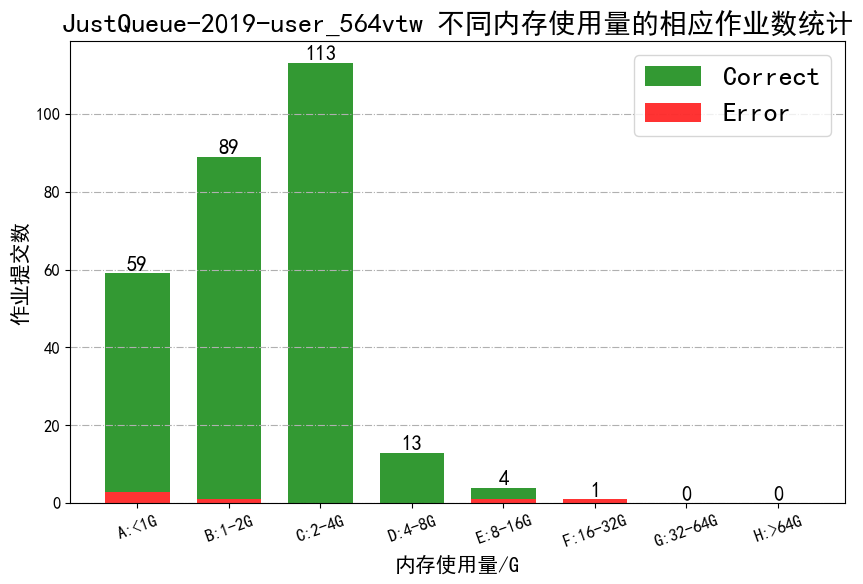 JustQueue-2019-user_564vtw 不同内存使用量的相应作业数统计
Correct
Error
作业提交数
100
80
60
40
20
0
59
89
113
13
4
1
0
0
A:<1G
B:1-2G
C:2-4G
D:4-8G
E:8-16G
F:16-32G
G:32-64G
H:>64G
内存使用量/G